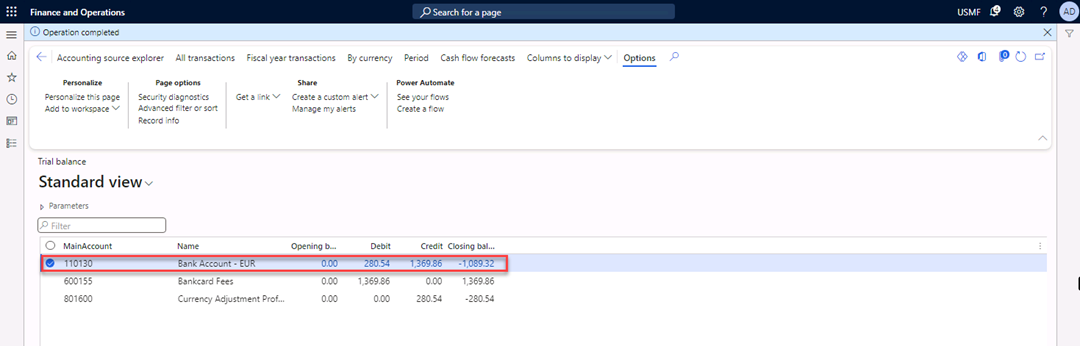 Finance and Operations Search for a page USMF 4 ? AD
Operation completed
Accounting source explorer All transactions Fiscal year transactions By currency Period Cash flow forecasts Columns to display Options 0
Personalize Page options Share Power Automate
Personalize this page Security diagnostics Get a link Create a custom alert See your flows
Add to workspace Advanced filter or sort Manage my alerts Create a flow
Record info
Trial balance
Standard view
Parameters
Filter
MainAccount Name Opening b... Debit Credit Closing bal...
110130 Bank Account - EUR 0.00 280.54 1,369.86 -1,089.32
600155 Bankcard Fees 0.00 1,369.86 0.00 1,369.86
801600 Currency Adjustment Prof... 0.00 0.00 280.54 -280.54